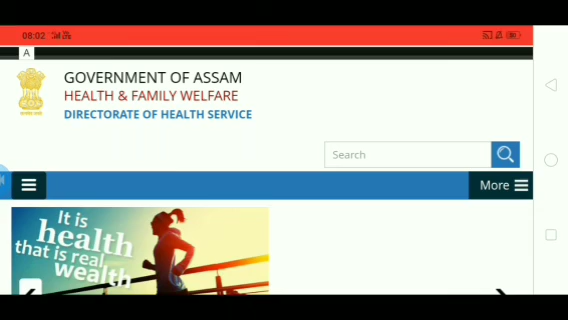 08:02
A
GOVERNMENT OF ASSAM
HEALTH & FAMILY WELFARE
DIRECTORATE OF HEALTH SERVICE
Search
More
It is
health
that is real
wealth